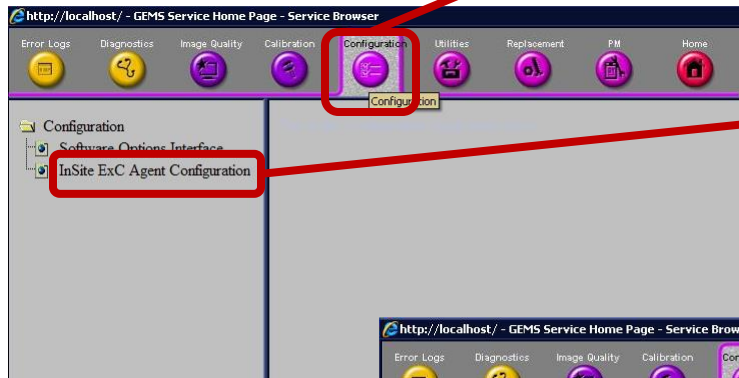 http://localhost/ - GEMS Service Home Page - Service Browser
Error Logs Diagnostics Image Quality Calibration Configuration Utilities Replacement PM Home
Configuration
Configuration
Software Options Interface
InSite ExC Agent Configuration
http://localhost/ - GEMS Service Home Page - Service Brow
Error Logs Diagnostics Image Quality Calibration Con